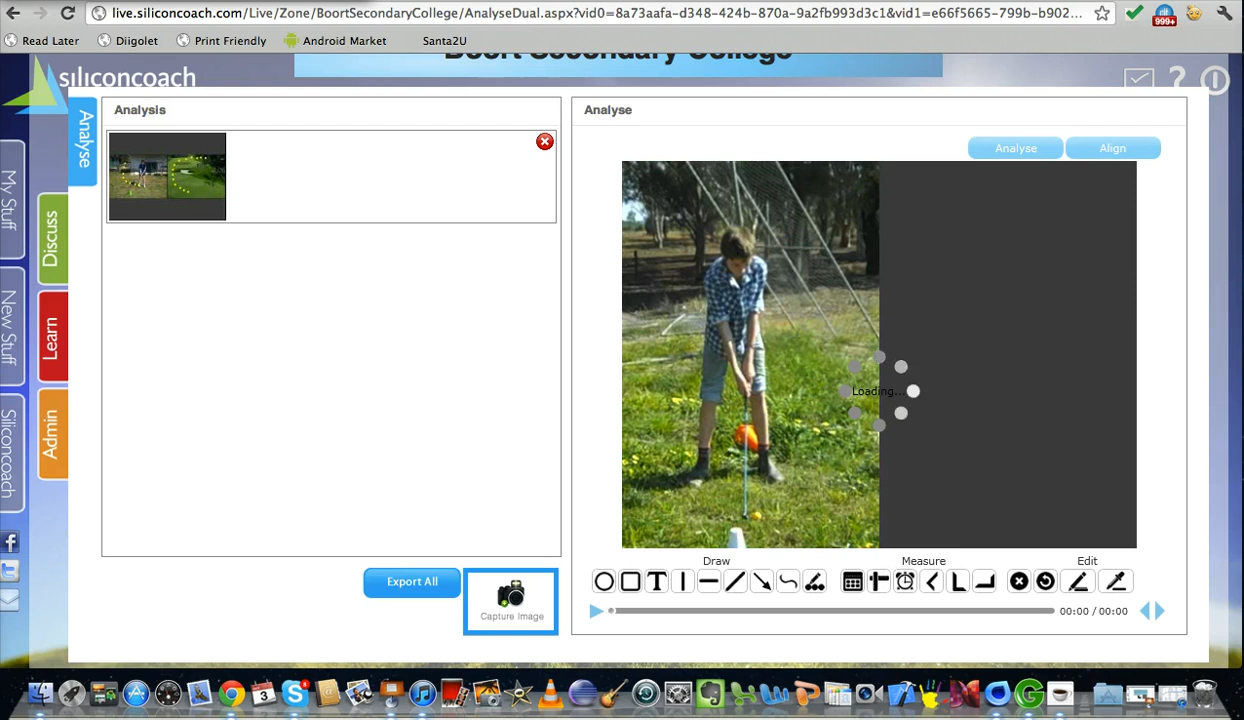 live.siliconcoach.com/Live/Zone/BoortSecondaryCollege/AnalyseDual.aspx?vid0=8a73aafa-d348-424b-870a-9a2fb993d3c1&vid1=e66f5665-799b-b902...
999+
Read Later
Diigolet
Print Friendly
Android Market
Santa2U
Boort Secondary College
siliconcoach
Analyse
My Stuff
Discuss
New Stuff
Learn
Siliconcoach
Admin
Analysis
Analyse
Analyse
Align
Loading...
Draw
Measure
Edit
T
Export All
Capture Image
00:00 / 00:00
3